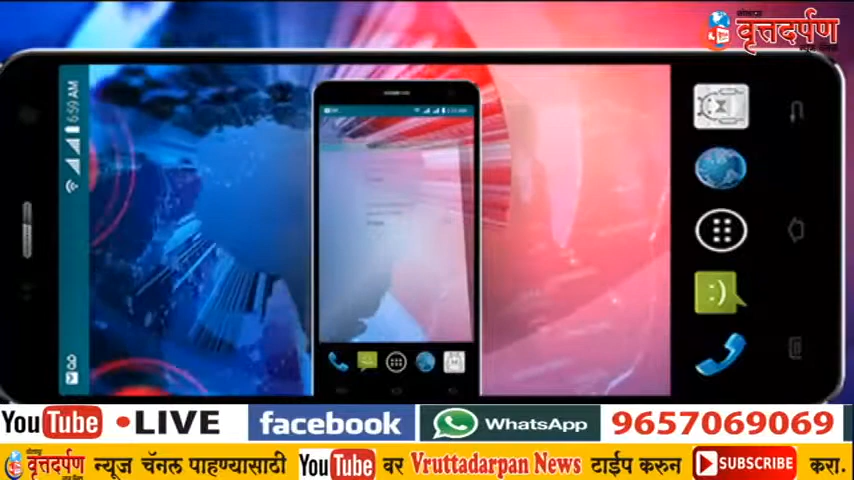 सोलापूर
वृत्तदर्पण
न्यूज चॅनल
6:59 AM
YouTube LIVE facebook WhatsApp 9657069069
वृत्तदर्पण न्यूज चॅनल पाहण्यासाठी YouTube वर Vruttadarpan News टाईप करुन SUBSCRIBE करा.